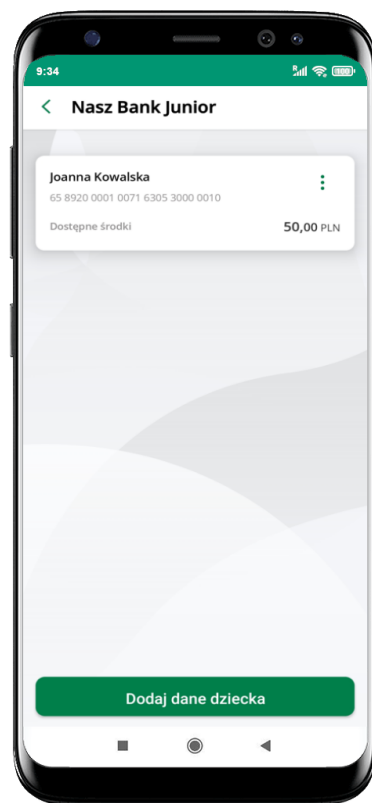 9:34
100
Nasz Bank Junior
Joanna Kowalska
65 8920 0001 0071 6305 3000 0010
Dostępne środki
50,00 PLN
Dodaj dane dziecka